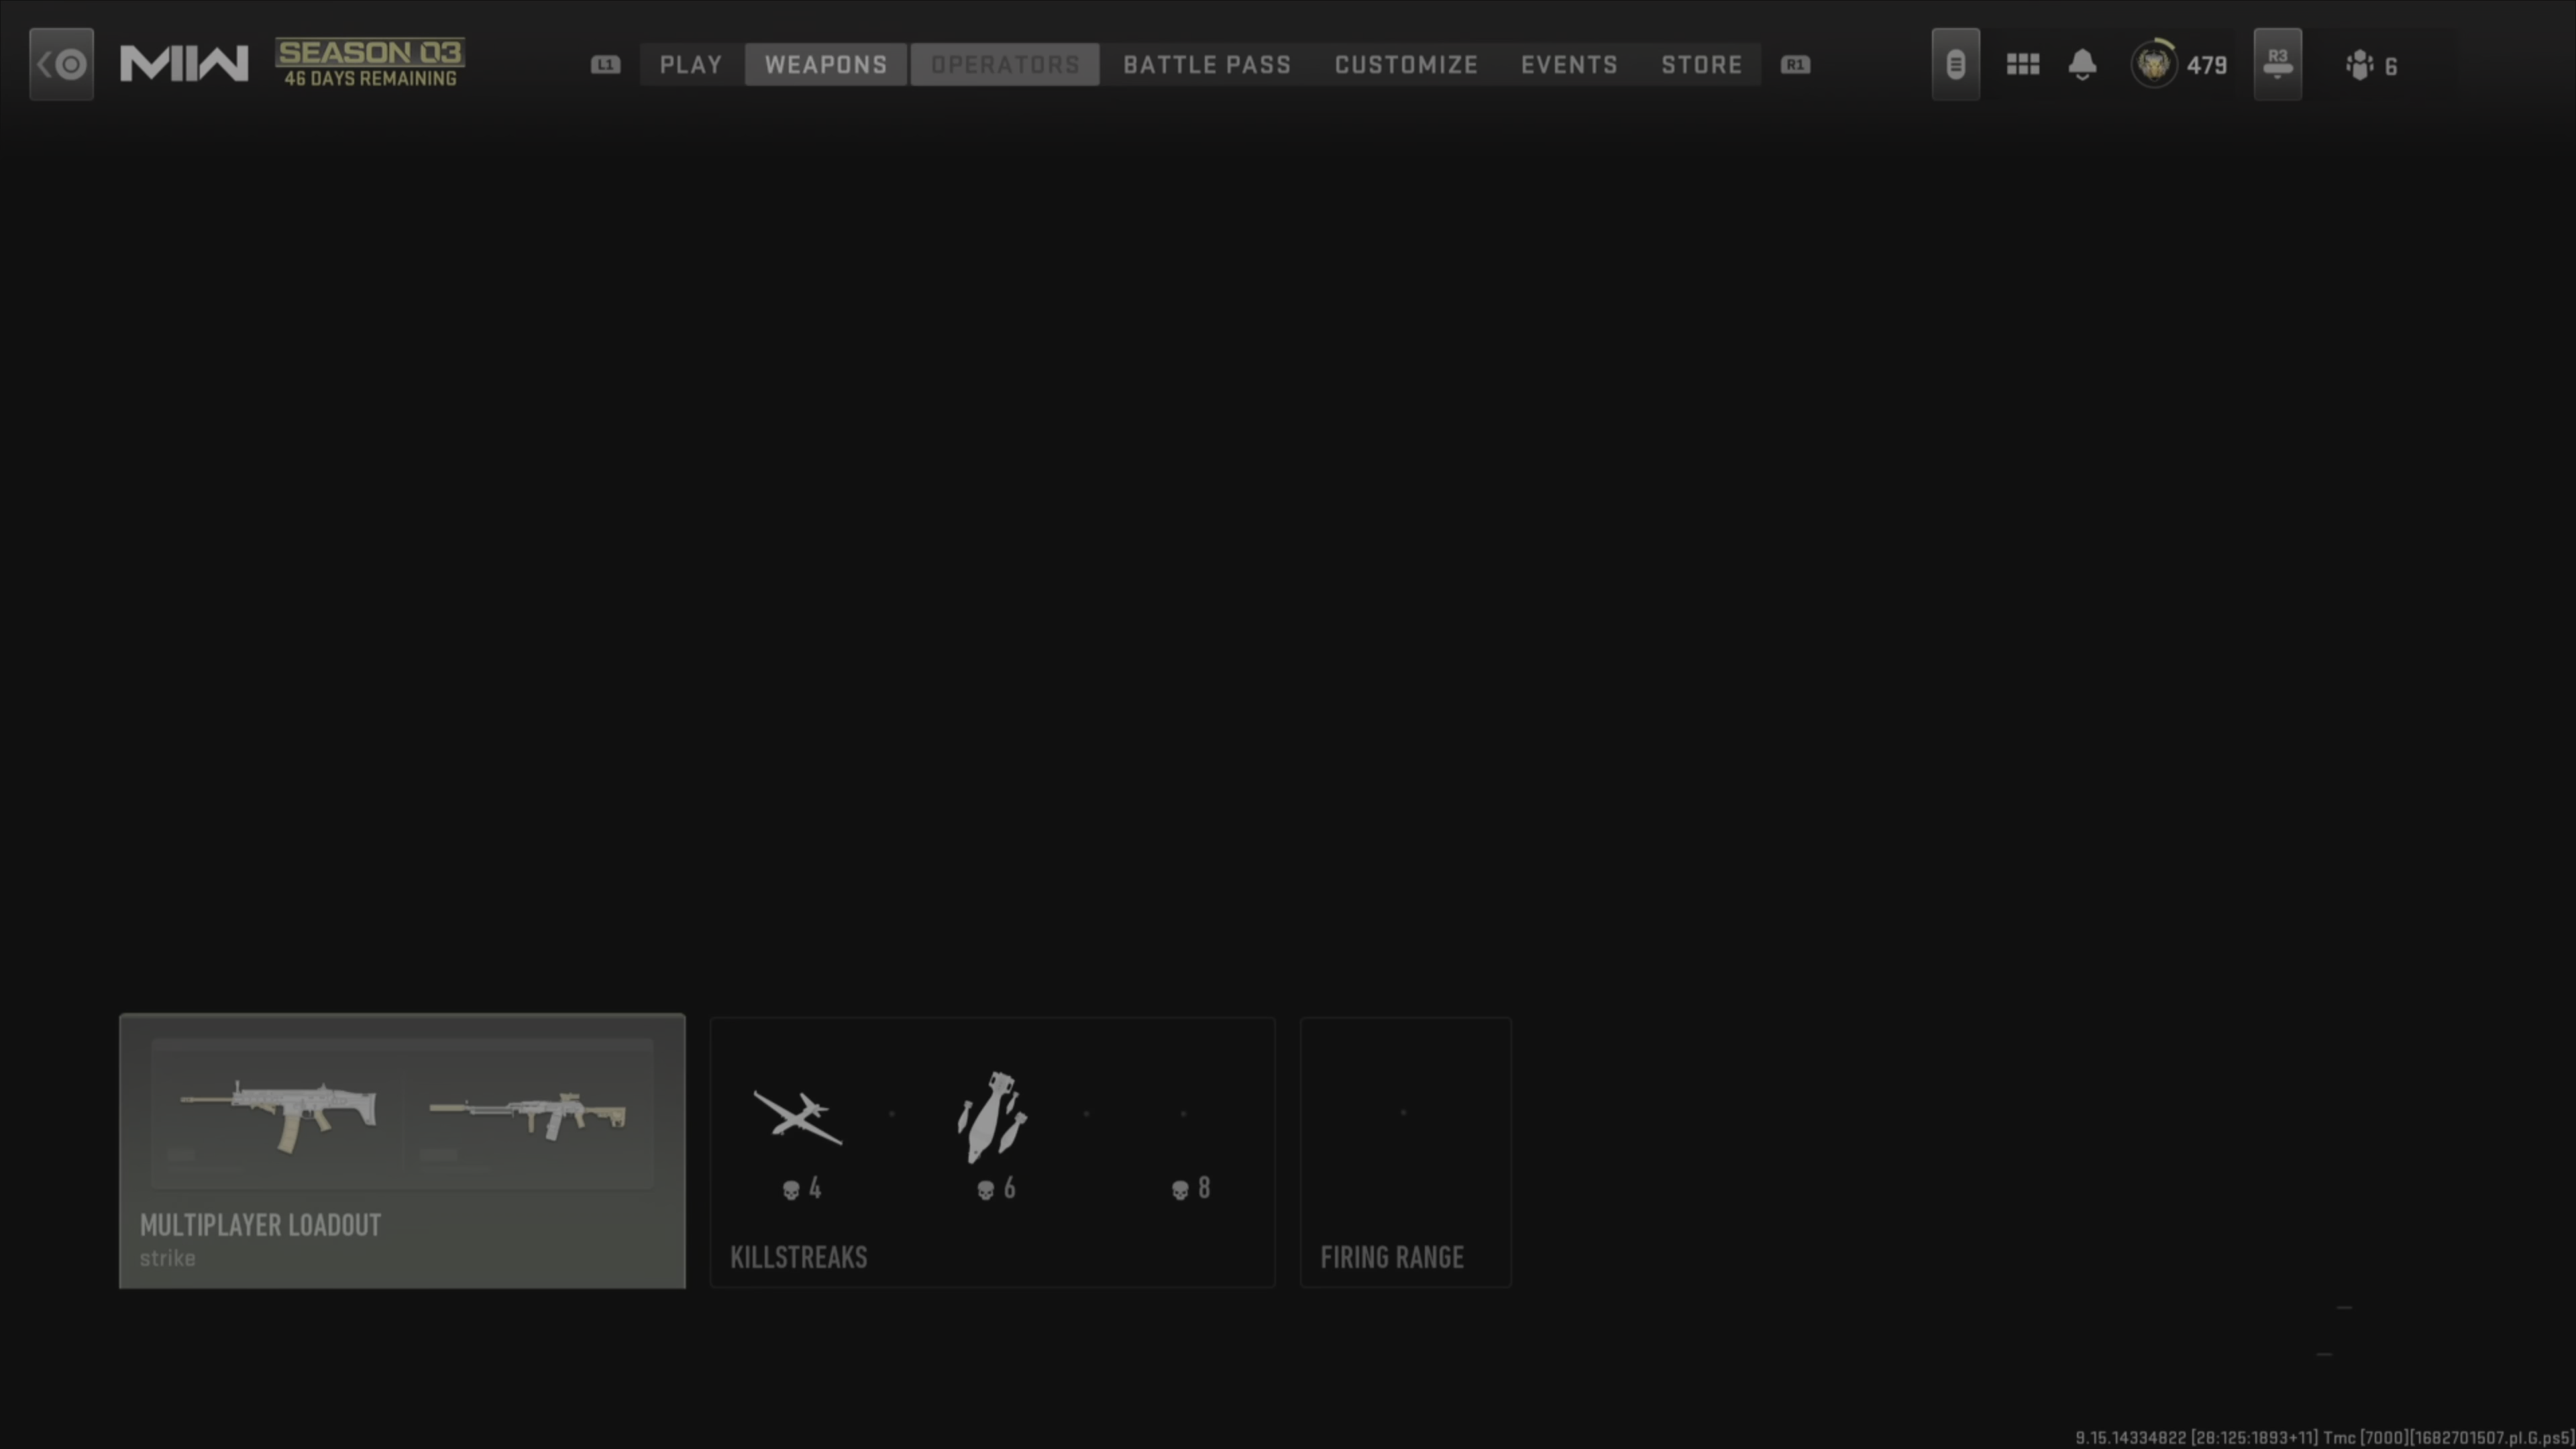 MIW SEASON 03
46 DAYS REMAINING
L1 PLAY WEAPONS OPERATORS BATTLE PASS CUSTOMIZE EVENTS STORE R1
479 R3 6
4 6 8
MULTIPLAYER LOADOUT
strike
KILLSTREAKS
FIRING RANGE
9.15.14334822 [28:125:1893+11] Tmc [7000][1682701507.pl.G.ps5]